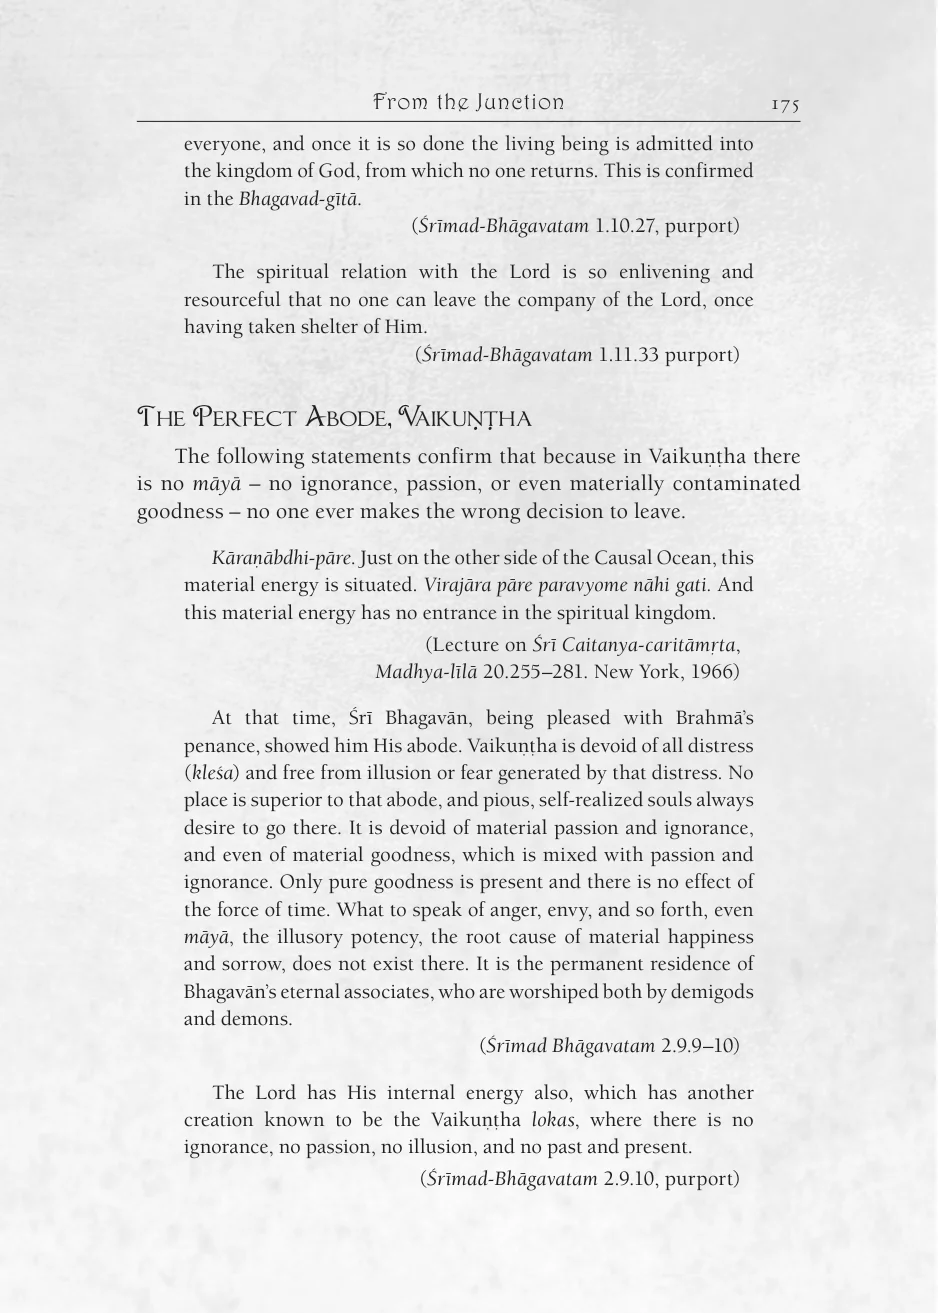 From the Junction 175
everyone, and once it is so done the living being is admitted into
the kingdom of God, from which no one returns. This is confirmed
in the Bhagavad-gītā.
(Śrīmad-Bhāgavatam 1.10.27, purport)
The spiritual relation with the Lord is so enlivening and
resourceful that no one can leave the company of the Lord, once
having taken shelter of Him.
(Śrīmad-Bhāgavatam 1.11.33 purport)
The Perfect Abode, Vaikuṇṭha
The following statements confirm that because in Vaikuṇṭha there
is no māyā – no ignorance, passion, or even materially contaminated
goodness – no one ever makes the wrong decision to leave.
Kāraṇābdhi-pāre. Just on the other side of the Causal Ocean, this
material energy is situated. Virajāra pāre paravyome nāhi gati. And
this material energy has no entrance in the spiritual kingdom.
(Lecture on Śrī Caitanya-caritāmṛta,
Madhya-līlā 20.255–281. New York, 1966)
At that time, Śrī Bhagavān, being pleased with Brahmā's
penance, showed him His abode. Vaikuṇṭha is devoid of all distress
(kleśa) and free from illusion or fear generated by that distress. No
place is superior to that abode, and pious, self-realized souls always
desire to go there. It is devoid of material passion and ignorance,
and even of material goodness, which is mixed with passion and
ignorance. Only pure goodness is present and there is no effect of
the force of time. What to speak of anger, envy, and so forth, even
māyā, the illusory potency, the root cause of material happiness
and sorrow, does not exist there. It is the permanent residence of
Bhagavān's eternal associates, who are worshiped both by demigods
and demons.
(Śrīmad Bhāgavatam 2.9.9–10)
The Lord has His internal energy also, which has another
creation known to be the Vaikuṇṭha lokas, where there is no
ignorance, no passion, no illusion, and no past and present.
(Śrīmad-Bhāgavatam 2.9.10, purport)